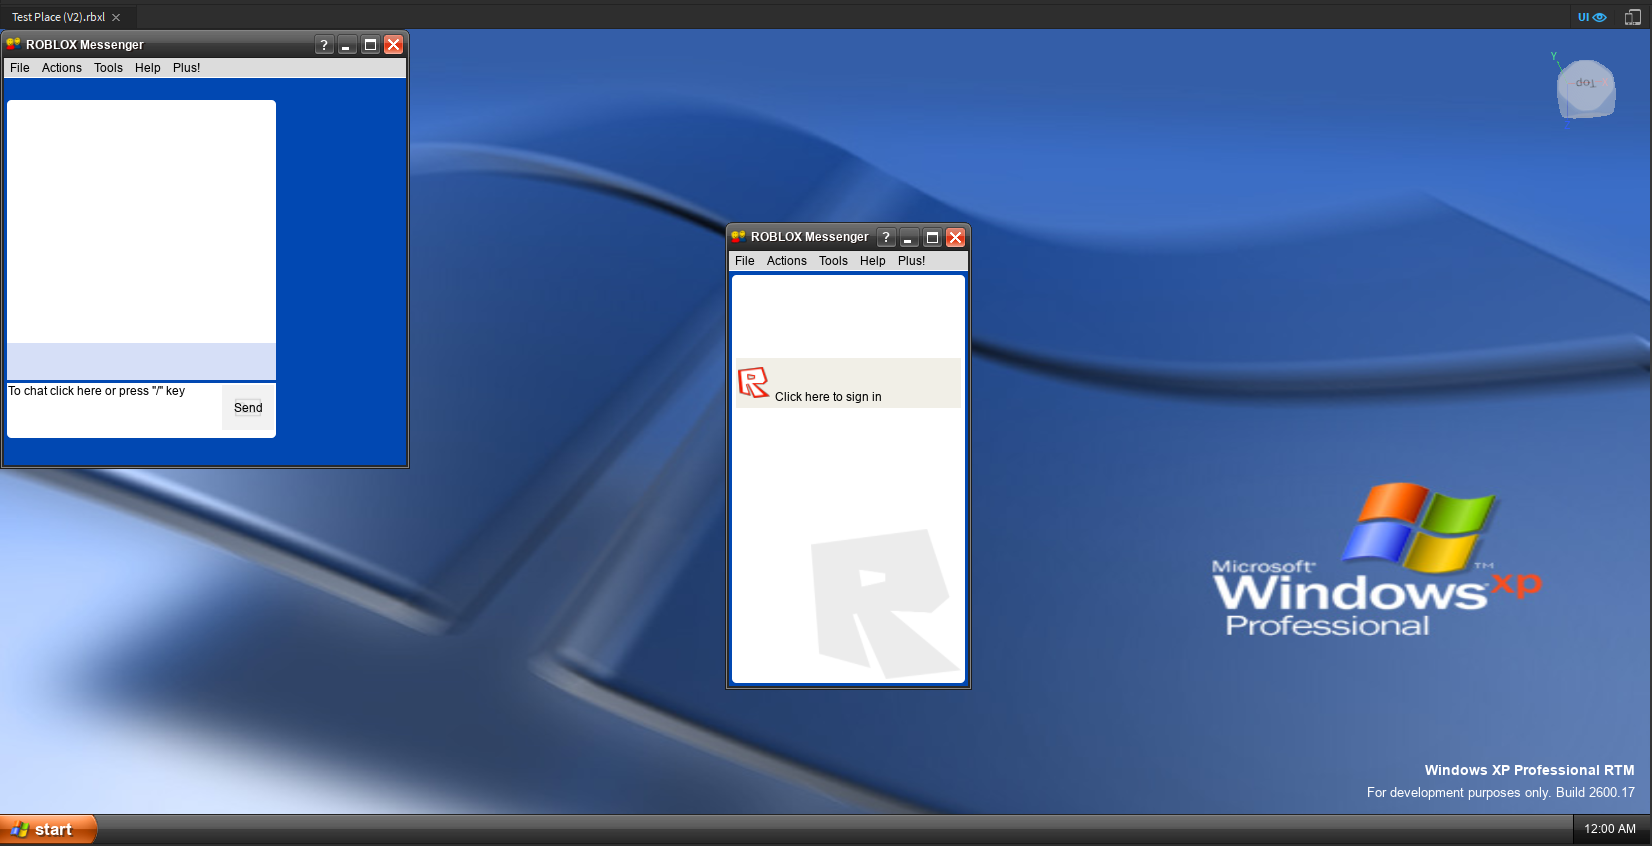 Test Place (V2).rbxl
UI
ROBLOX Messenger
File Actions Tools Help Plus!
To chat click here or press "/" key
Send
Top
ROBLOX Messenger
File Actions Tools Help Plus!
Click here to sign in
Microsoft
Windows xp
TM
Professional
Windows XP Professional RTM
For development purposes only. Build 2600.17
start
12:00 AM
Y